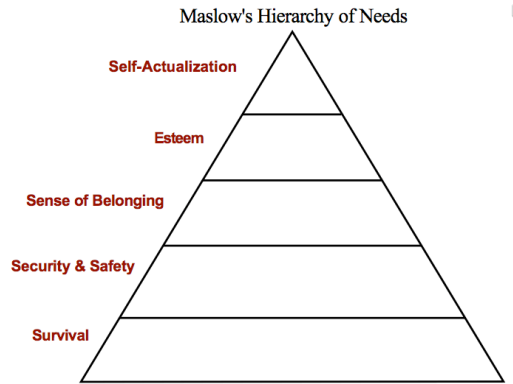 Maslow's Hierarchy of Needs
Self-Actualization
Esteem
Sense of Belonging
Security & Safety
Survival